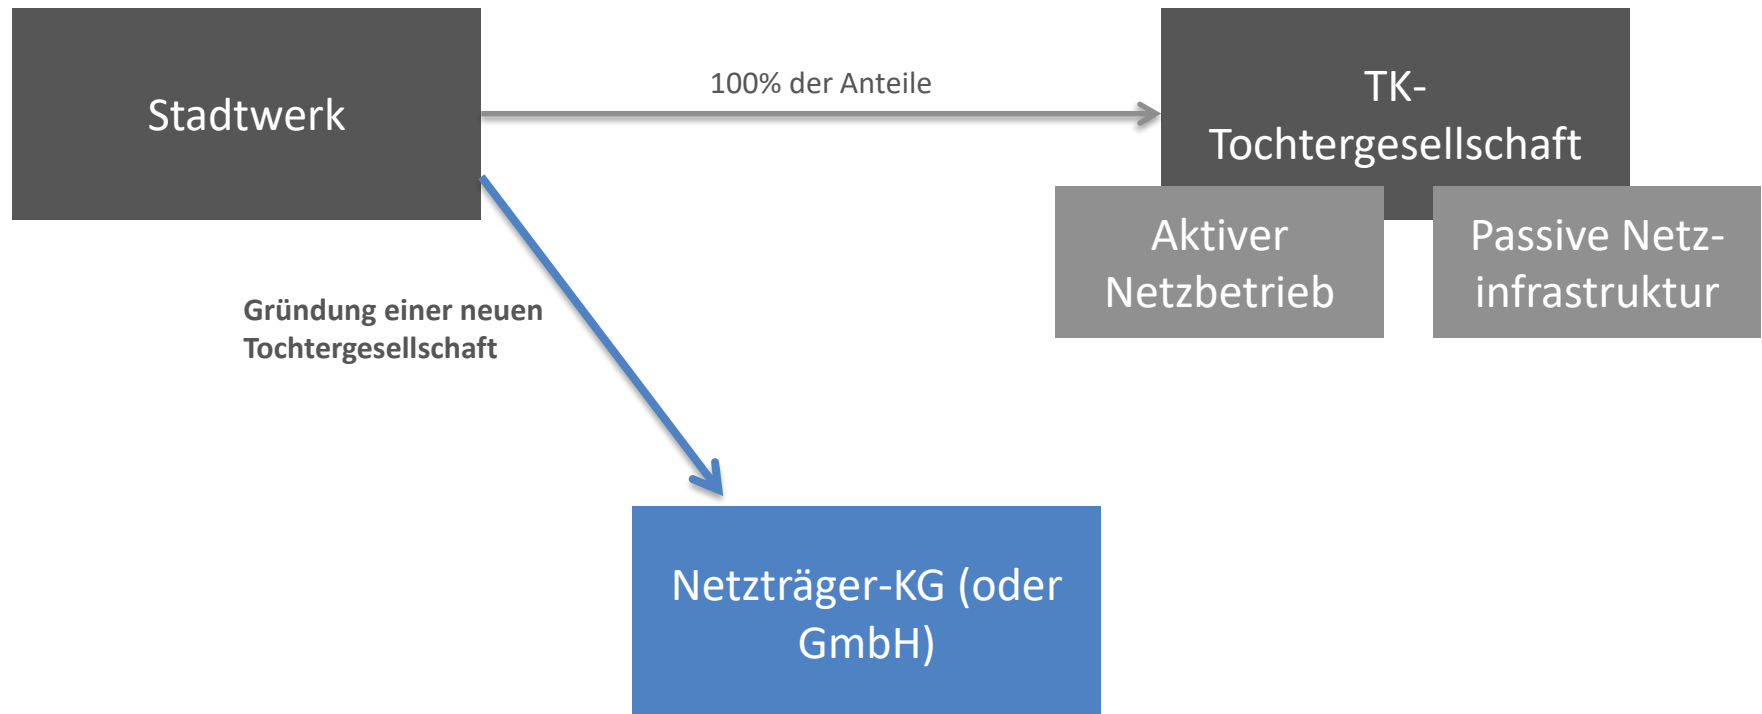 Stadtwerk
100% der Anteile
TK-
Tochtergesellschaft
Aktiver
Netzbetrieb
Passive Netz-
infrastruktur
Gründung einer neuen
Tochtergesellschaft
Netzträger-KG (oder
GmbH)